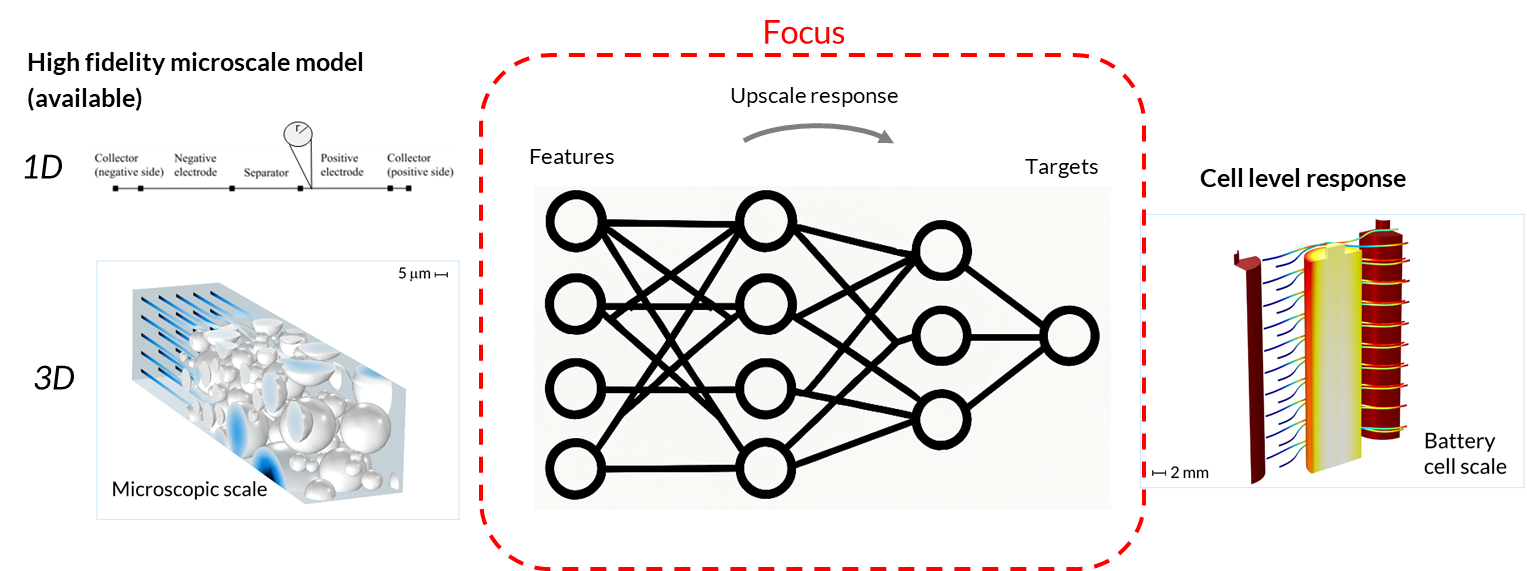 Focus
High fidelity microscale model
(available)
Upscale response
1D
r
Collector
(negative side)
Negative
electrode
Separator
Positive
electrode
Collector
(positive side)
Features
Targets
Cell level response
5 μm
3D
Microscopic scale
2 mm
Battery
cell scale